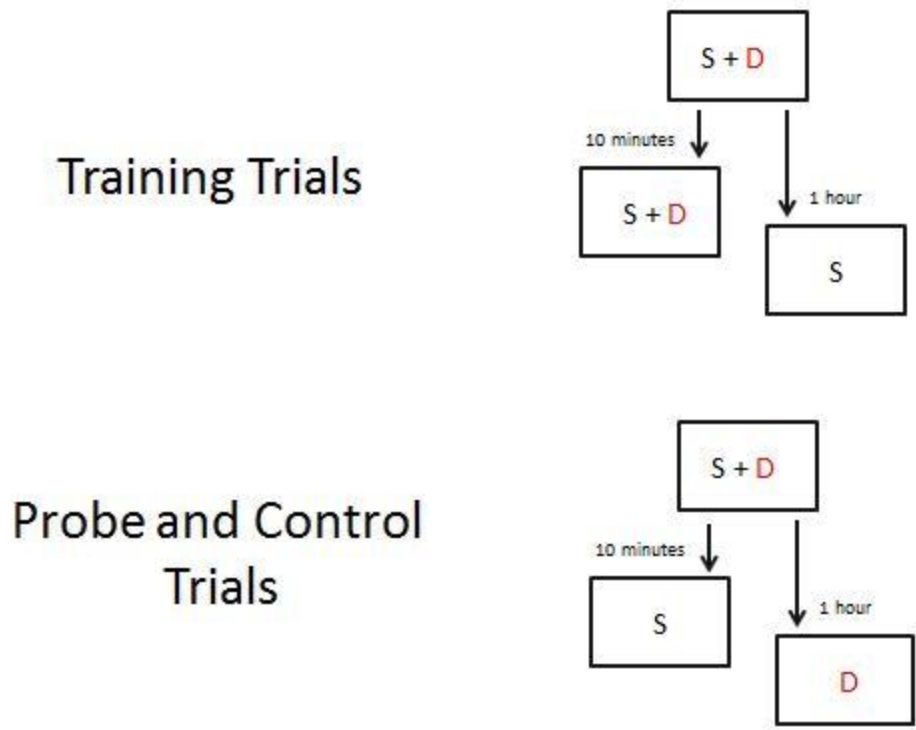 S + D
10 minutes
Training Trials
1 hour
S + D
S
S + D
Probe and Control
Trials
10 minutes
1 hour
S
D